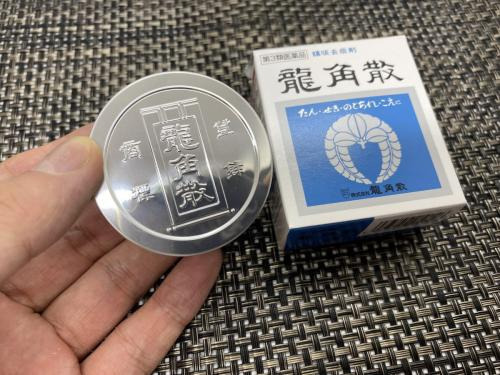 龍角散
第3類医薬品 鎮咳去痰剤
龍角散
たん・せき・のどあれ・こえに
株式会社 龍角散